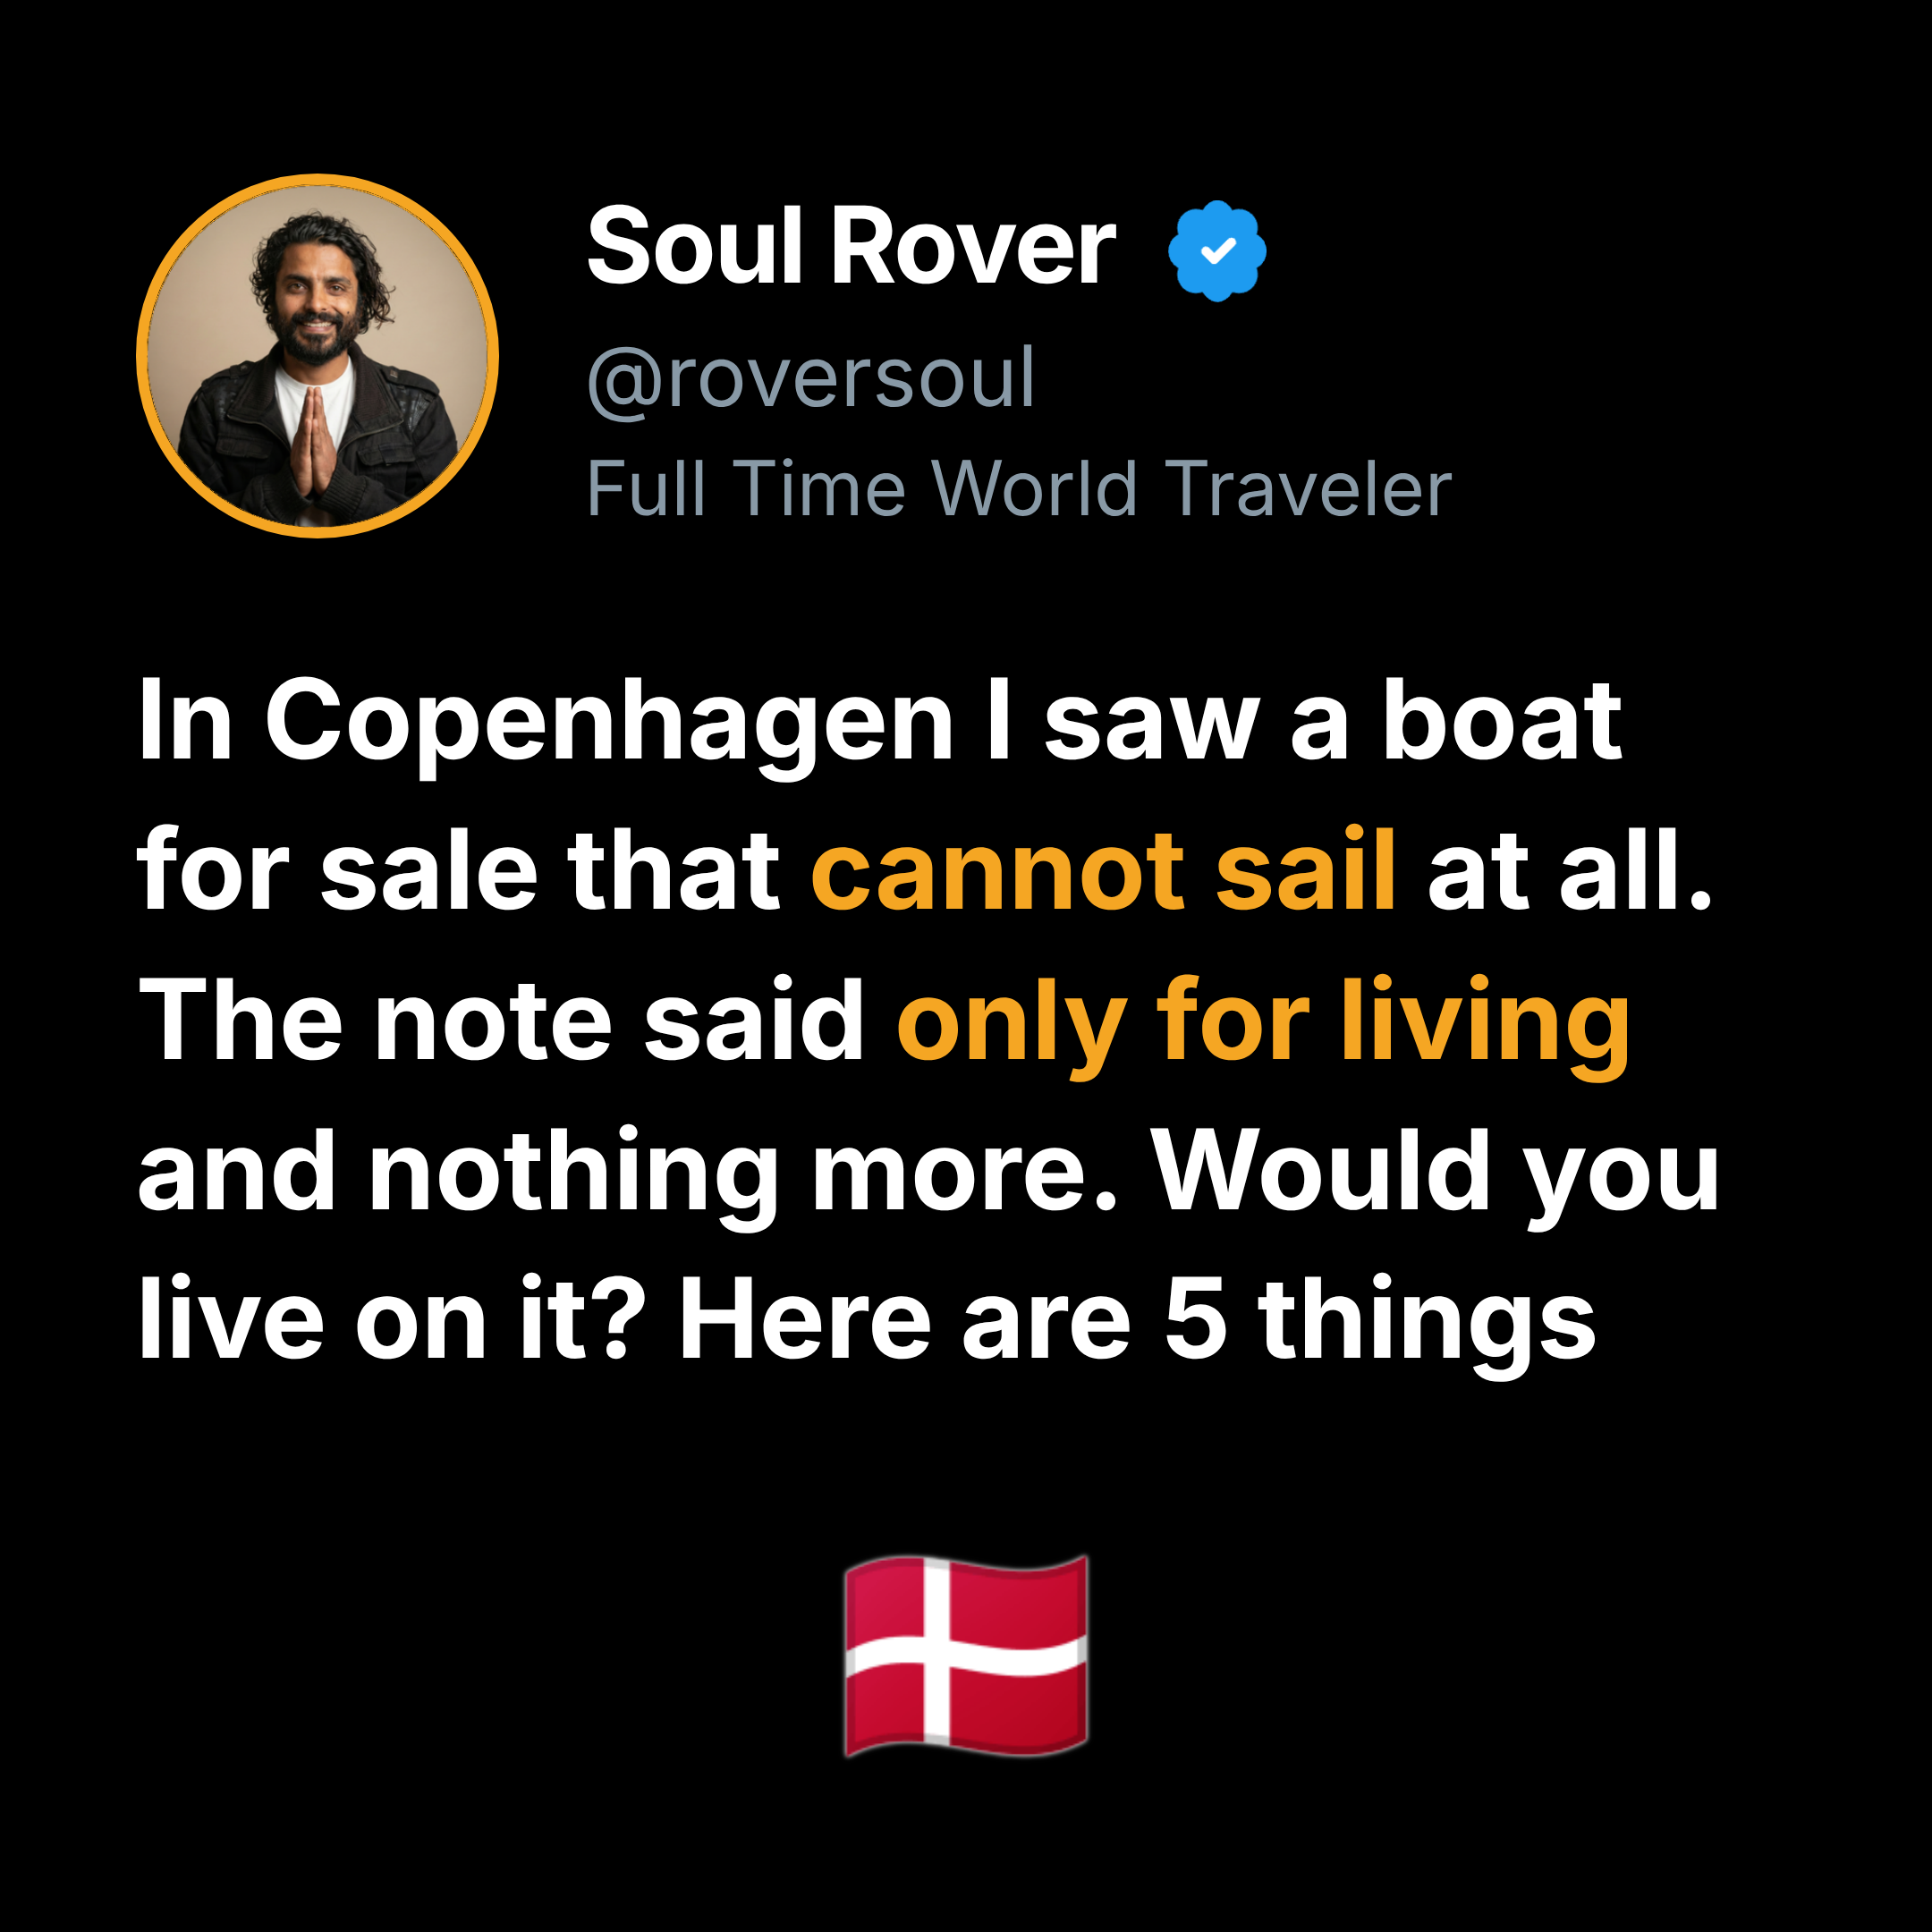 Soul Rover
@roversoul
Full Time World Traveler
In Copenhagen I saw a boat
for sale that cannot sail at all.
The note said only for living
and nothing more. Would you
live on it? Here are 5 things